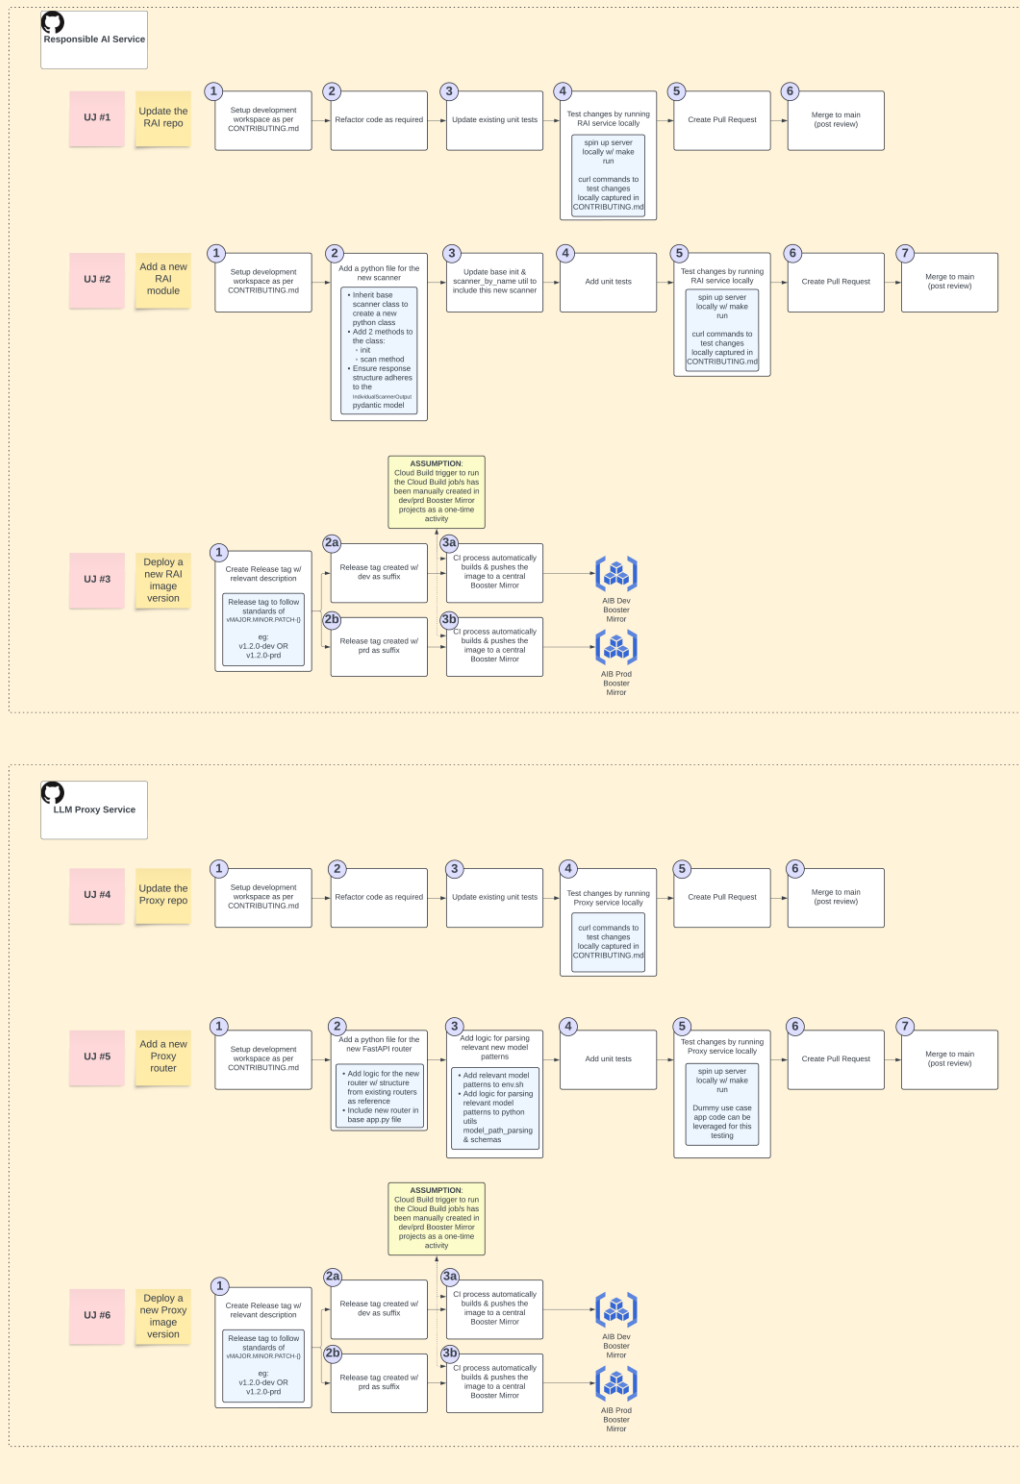 Responsible AI Service
UJ #1
Update the
RAI repo
1
Setup development
workspace as per
CONTRIBUTING.md
2
Refactor code as required
3
Update existing unit tests
4
Test changes by running
RAI service locally
spin up server
locally w/ make
run
curl commands to
test changes
locally captured in
CONTRIBUTING.md
5
Create Pull Request
6
Merge to main
(post review)
UJ #2
Add a new
RAI
module
1
Setup development
workspace as per
CONTRIBUTING.md
2
Add a python file for the
new scanner
• Inherit base
scanner class to
create a new
python class
• Add 2 methods to
the class:
◦ init
◦ scan method
• Ensure response
structure adheres
to the
IndividualScannerOutput
pydantic model
3
Update base init &
scanner_by_name util to
include this new scanner
4
Add unit tests
5
Test changes by running
RAI service locally
spin up server
locally w/ make
run
curl commands to
test changes
locally captured in
CONTRIBUTING.md
6
Create Pull Request
7
Merge to main
(post review)
ASSUMPTION:
Cloud Build trigger to run
the Cloud Build job/s has
been manually created in
dev/prd Booster Mirror
projects as a one-time
activity
UJ #3
Deploy a
new RAI
image
version
1
Create Release tag w/
relevant description
Release tag to follow
standards of
vMAJOR.MINOR.PATCH-{}
eg:
v1.2.0-dev OR
v1.2.0-prd
2a
Release tag created w/
dev as suffix
3a
CI process automatically
builds & pushes the
image to a central
Booster Mirror
AIB Dev
Booster
Mirror
2b
Release tag created w/
prd as suffix
3b
CI process automatically
builds & pushes the
image to a central
Booster Mirror
AIB Prod
Booster
Mirror
LLM Proxy Service
UJ #4
Update the
Proxy repo
1
Setup development
workspace as per
CONTRIBUTING.md
2
Refactor code as required
3
Update existing unit tests
4
Test changes by running
Proxy service locally
curl commands to
test changes
locally captured in
CONTRIBUTING.md
5
Create Pull Request
6
Merge to main
(post review)
UJ #5
Add a new
Proxy
router
1
Setup development
workspace as per
CONTRIBUTING.md
2
Add a python file for the
new FastAPI router
• Add logic for the new
router w/ structure
from existing routers
as reference
• Include new router in
base app.py file
3
Add logic for parsing
relevant new model
patterns
• Add relevant model
patterns to env.sh
• Add logic for parsing
relevant model
patterns to python
utils
model_path_parsing
& schemas
4
Add unit tests
5
Test changes by running
Proxy service locally
spin up server
locally w/ make
run
Dummy use case
app code can be
leveraged for this
testing
6
Create Pull Request
7
Merge to main
(post review)
ASSUMPTION:
Cloud Build trigger to run
the Cloud Build job/s has
been manually created in
dev/prd Booster Mirror
projects as a one-time
activity
UJ #6
Deploy a
new Proxy
image
version
1
Create Release tag w/
relevant description
Release tag to follow
standards of
vMAJOR.MINOR.PATCH-{}
eg:
v1.2.0-dev OR
v1.2.0-prd
2a
Release tag created w/
dev as suffix
3a
CI process automatically
builds & pushes the
image to a central
Booster Mirror
AIB Dev
Booster
Mirror
2b
Release tag created w/
prd as suffix
3b
CI process automatically
builds & pushes the
image to a central
Booster Mirror
AIB Prod
Booster
Mirror